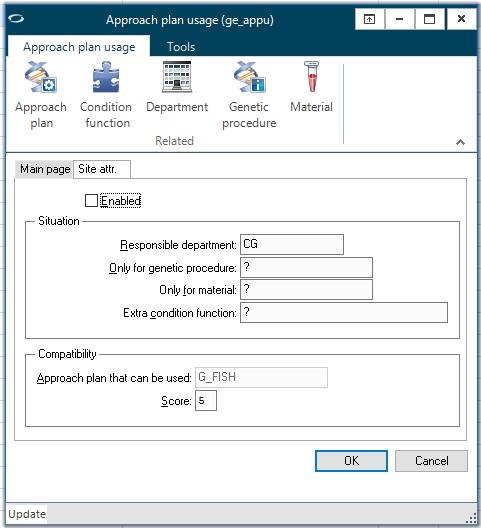 Approach plan usage (ge_appu)
Approach plan usage Tools
Approach plan Condition function Department Genetic procedure Material
Related
Main page Site attr.
Enabled
Situation
Responsible department: CG
Only for genetic procedure: ?
Only for material: ?
Extra condition function: ?
Compatibility
Approach plan that can be used: G_FISH
Score: 5
OK Cancel
Update